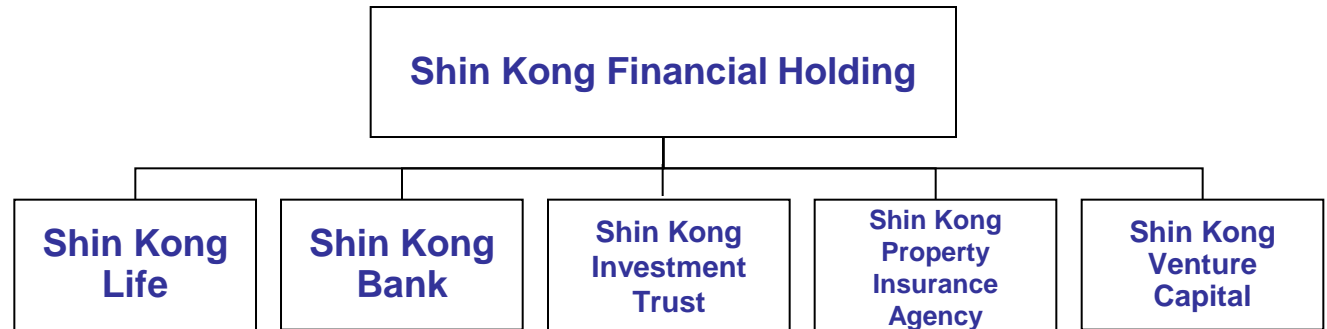 Shin Kong Financial Holding
Shin Kong
Life
Shin Kong
Bank
Shin Kong
Investment
Trust
Shin Kong
Property
Insurance
Agency
Shin Kong
Venture
Capital